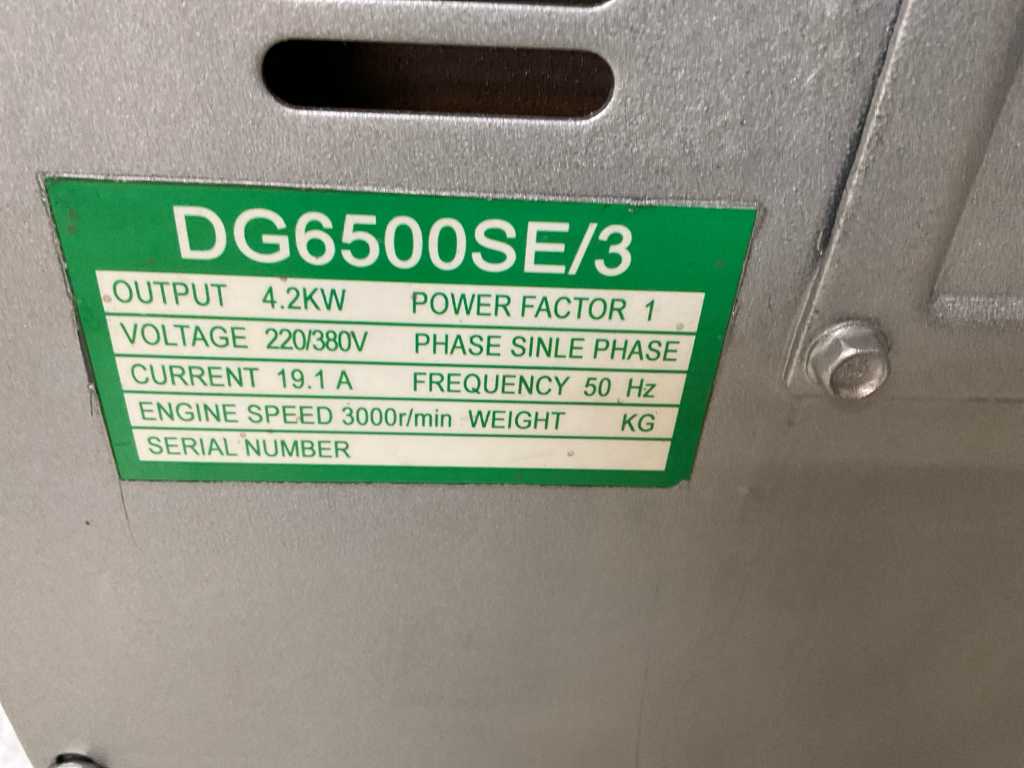 DG6500SE/3
OUTPUT 4.2KW POWER FACTOR 1
VOLTAGE 220/380V PHASE SINLE PHASE
CURRENT 19.1 A FREQUENCY 50 Hz
ENGINE SPEED 3000r/min WEIGHT KG
SERIAL NUMBER